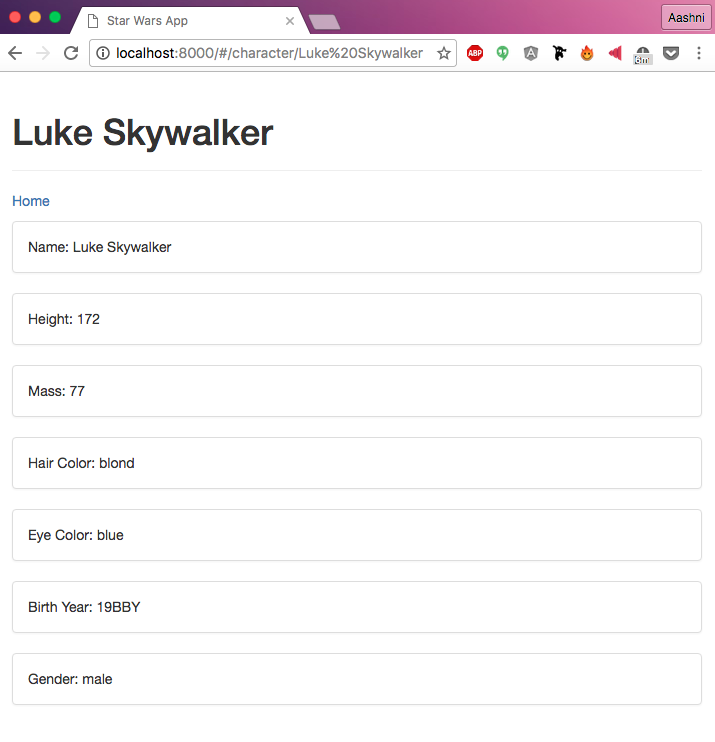 Star Wars App
Aashni
localhost:8000/#/character/Luke%20Skywalker
ABP
Luke Skywalker
Home
Name: Luke Skywalker
Height: 172
Mass: 77
Hair Color: blond
Eye Color: blue
Birth Year: 19BBY
Gender: male